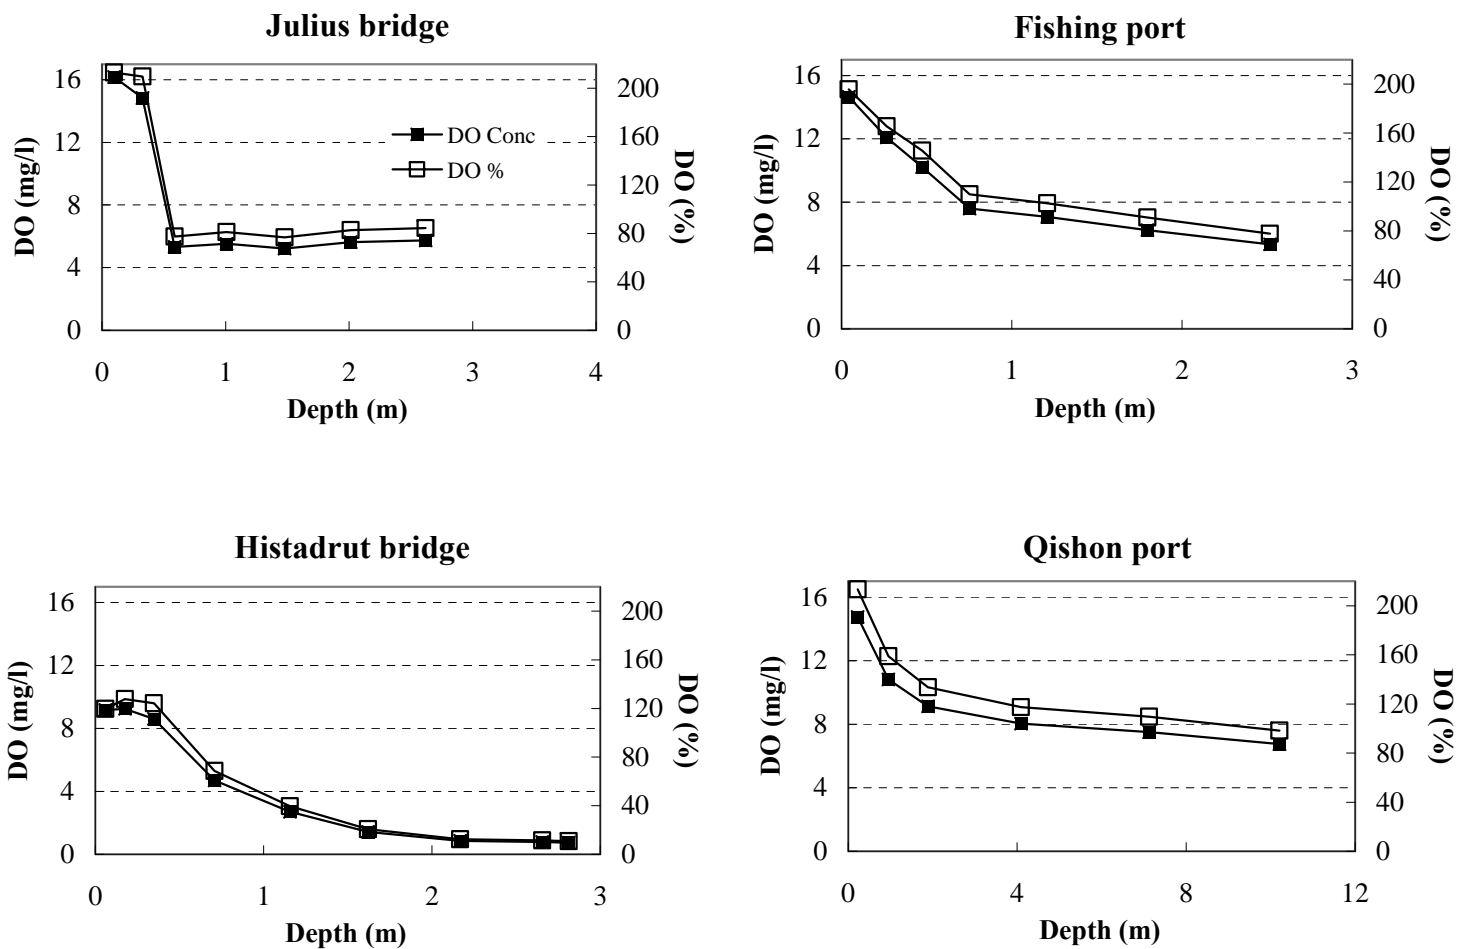 Julius bridge
16
12
8
4
0
DO (mg/l)
200
160
120
80
40
0
DO (%)
DO Conc
DO %
0 1 2 3 4
Depth (m)
Fishing port
16
12
8
4
0
DO (mg/l)
200
160
120
80
40
0
DO (%)
0 1 2 3
Depth (m)
Histadrut bridge
16
12
8
4
0
DO (mg/l)
200
160
120
80
40
0
DO (%)
0 1 2 3
Depth (m)
Qishon port
16
12
8
4
0
DO (mg/l)
200
160
120
80
40
0
DO (%)
0 4 8 12
Depth (m)